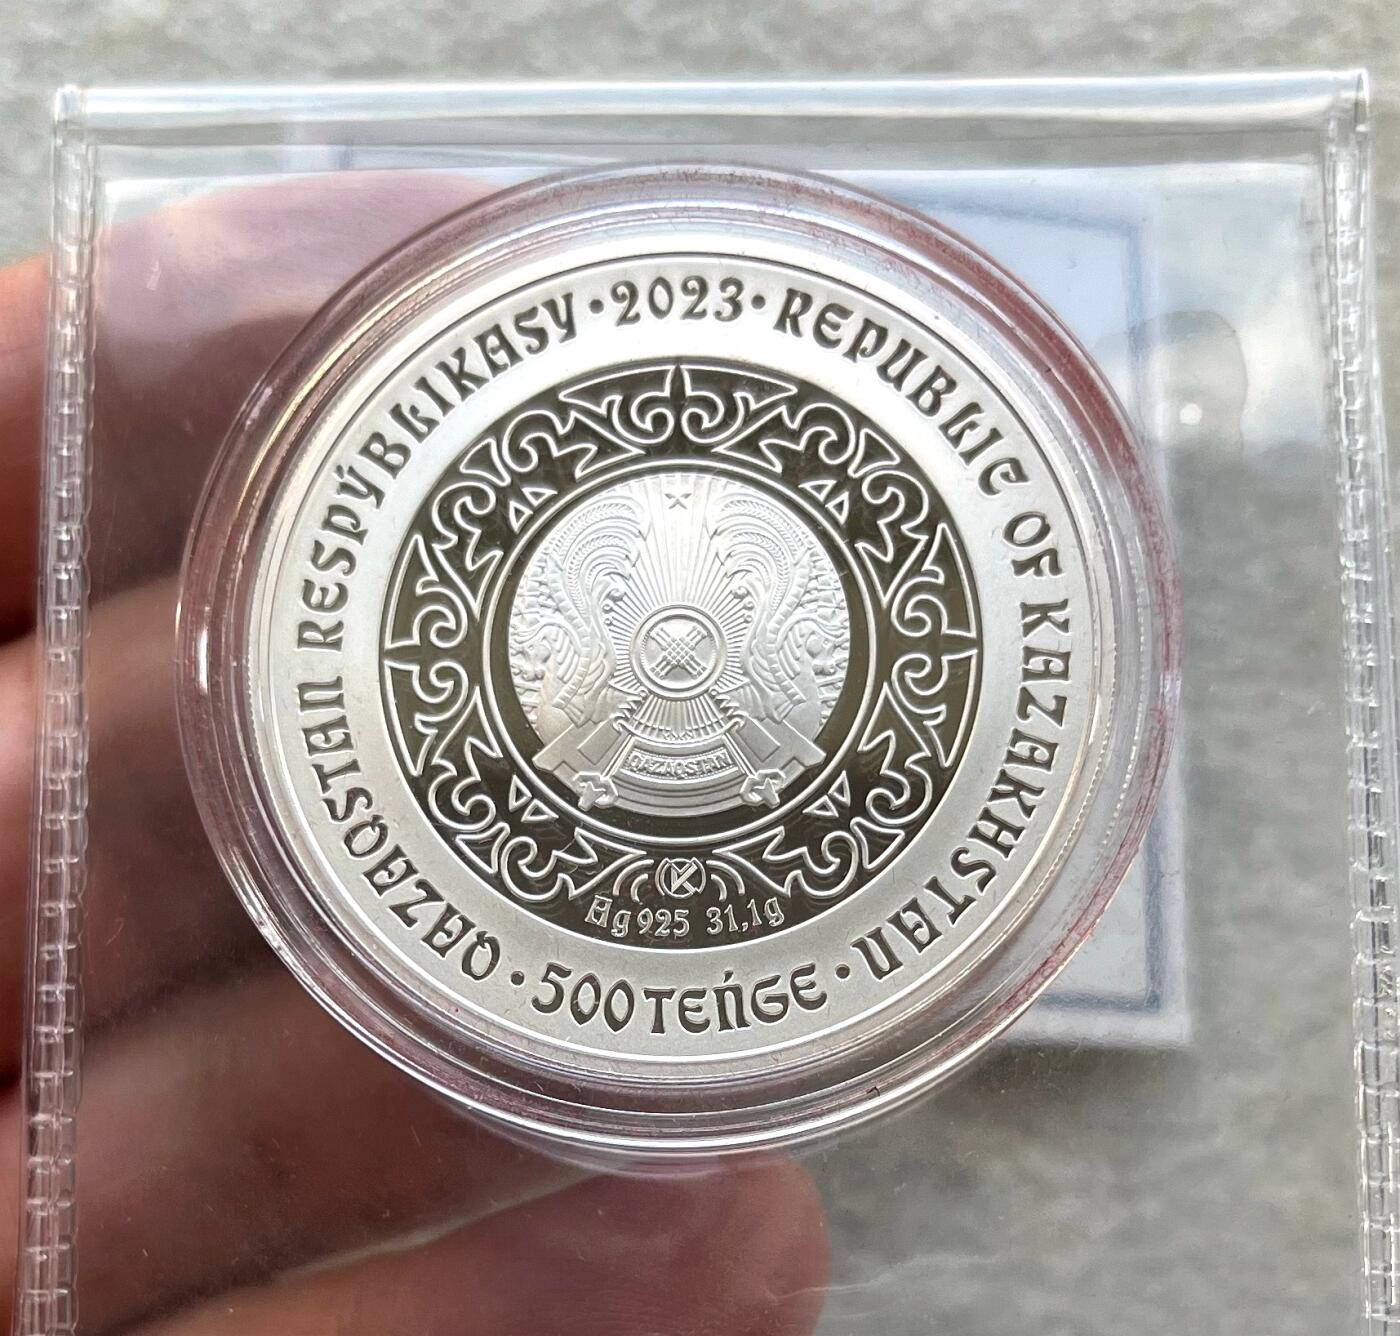 QAZAQSTAN RESPÝBLIKASY · 2023 · REPUBLIC OF KAZAKHSTAN · 500 TEŃGE ·
QAZAQSTAN
Ag 925 31,1g